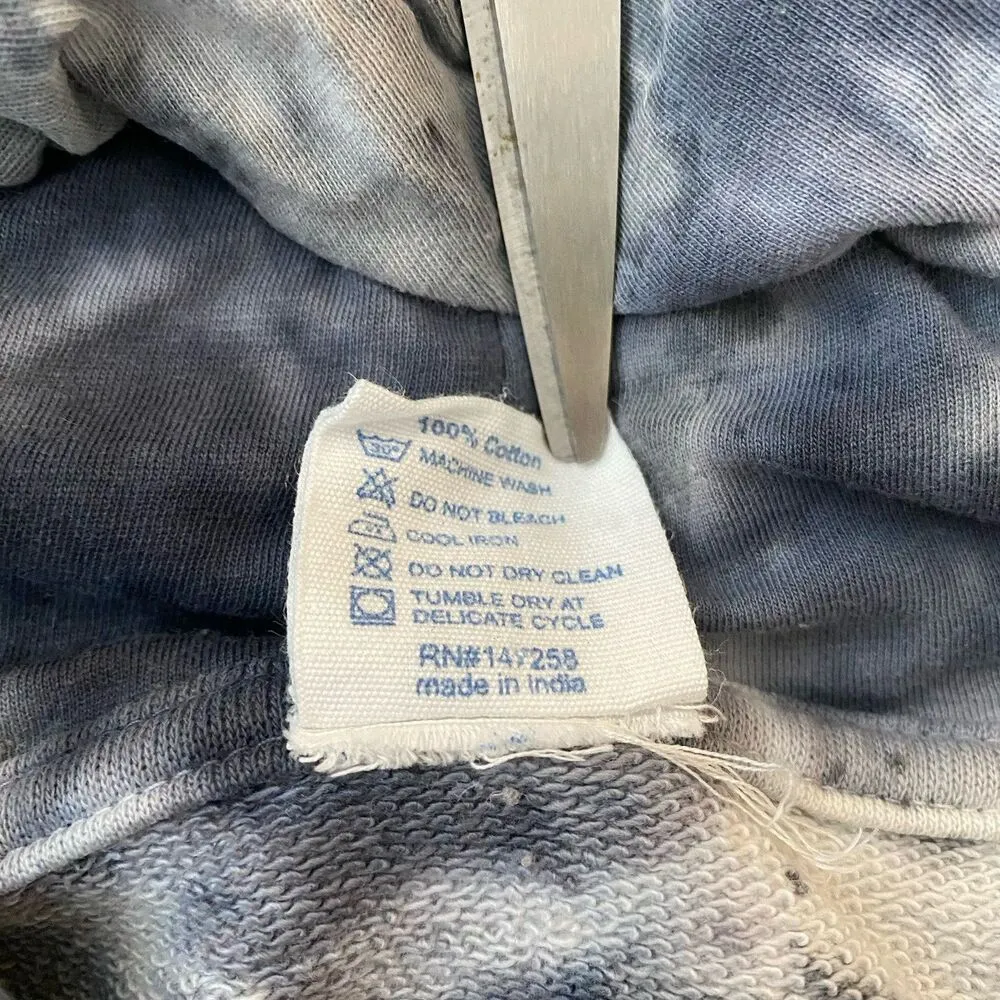 100% Cotton
30°
MACHINE WASH
DO NOT BLEACH
COOL IRON
DO NOT DRY CLEAN
TUMBLE DRY AT
DELICATE CYCLE
RN#147258
made in India